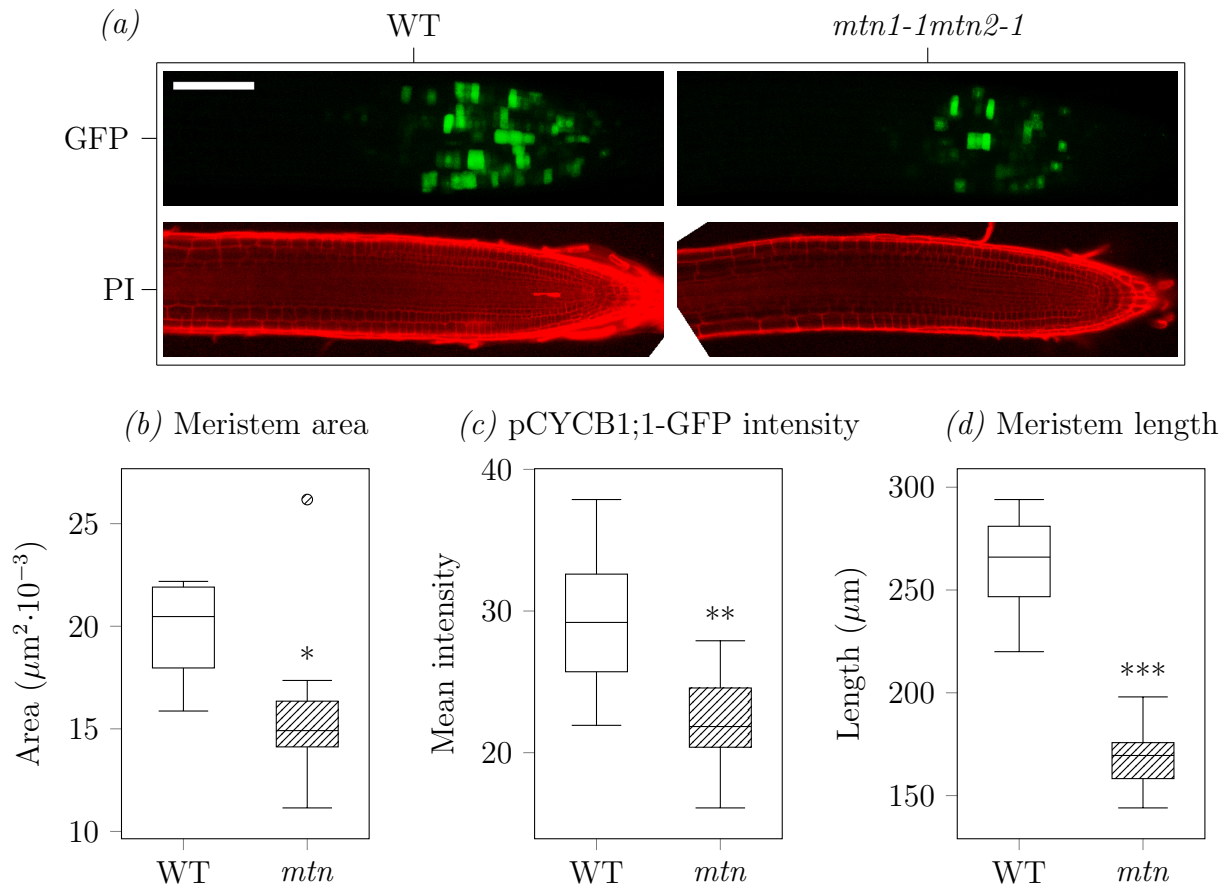 (a) WT mtn1-1mtn2-1
GFP
PI
(b) Meristem area
Area (μm²·10⁻³)
25
20
15
10
*
WT mtn
(c) pCYCB1;1-GFP intensity
Mean intensity
40
30
20
**
WT mtn
(d) Meristem length
Length (μm)
300
250
200
150
***
WT mtn